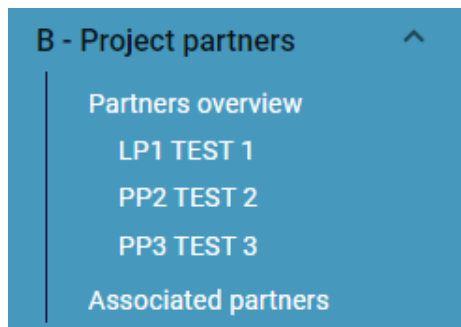 B - Project partners
Partners overview
LP1 TEST 1
PP2 TEST 2
PP3 TEST 3
Associated partners